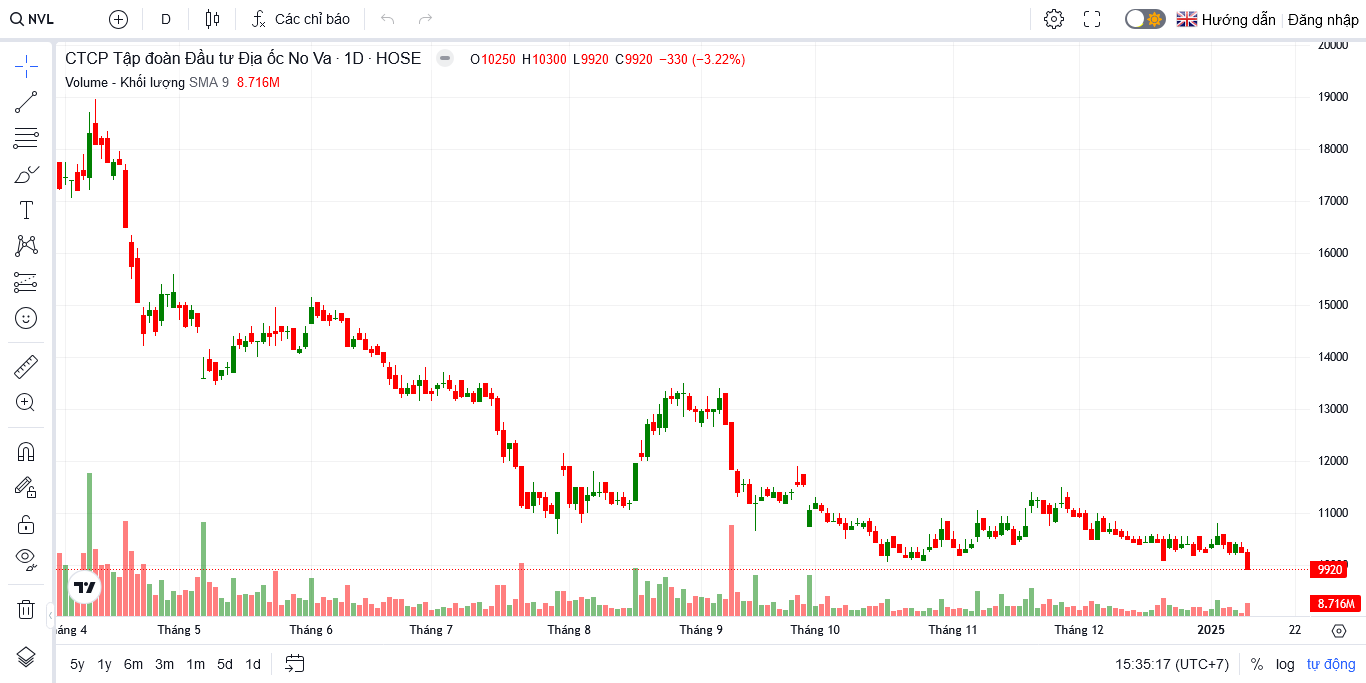 NVL D Các chỉ báo Hướng dẫn Đăng nhập
CTCP Tập đoàn Đầu tư Địa ốc No Va · 1D · HOSE O10250 H10300 L9920 C9920 −330 (−3.22%)
Volume - Khối lượng SMA 9 8.716M
20000
19000
18000
17000
16000
15000
14000
13000
12000
11000
9920
8.716M
Tháng 5 Tháng 6 Tháng 7 Tháng 8 Tháng 9 Tháng 10 Tháng 11 Tháng 12 2025 22
5y 1y 6m 3m 1m 5d 1d 15:35:17 (UTC+7) % log tự động